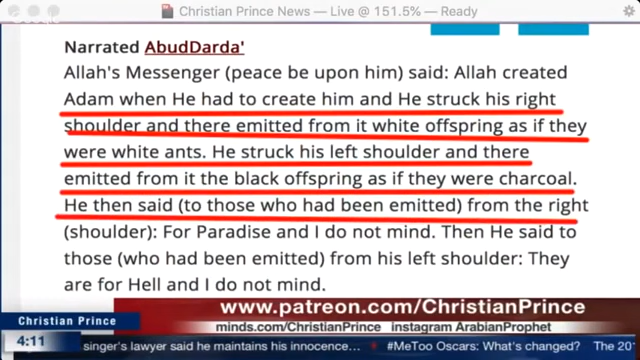 Christian Prince News — Live @ 151.5% — Ready
Narrated AbudDarda'
Allah's Messenger (peace be upon him) said: Allah created
Adam when He had to create him and He struck his right
shoulder and there emitted from it white offspring as if they
were white ants. He struck his left shoulder and there
emitted from it the black offspring as if they were charcoal.
He then said (to those who had been emitted) from the right
(shoulder): For Paradise and I do not mind. Then He said to
those (who had been emitted) from his left shoulder: They
are for Hell and I do not mind.
www.patreon.com/ChristianPrince
Christian Prince
minds.com/ChristianPrince instagram ArabianProphet
4:11
singer's lawyer said he maintains his innocence...
#MeToo Oscars: What's changed?
The 20